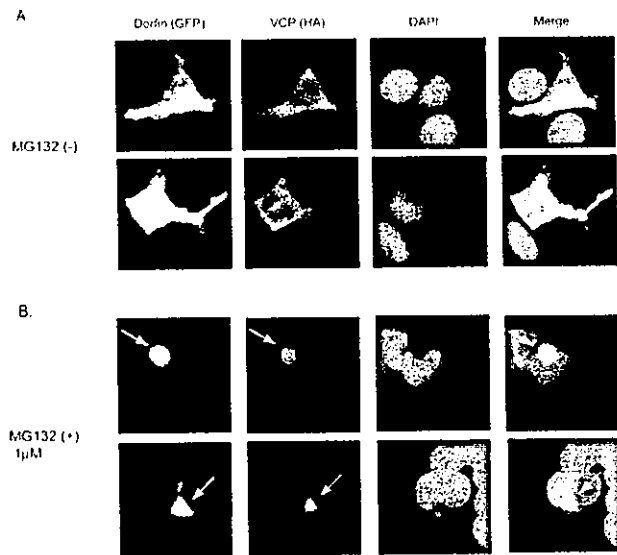 A
Dorfin (GFP) VCP (HA) DAPI Merge
MG132 (-)
B.
MG132 (+)
1µM